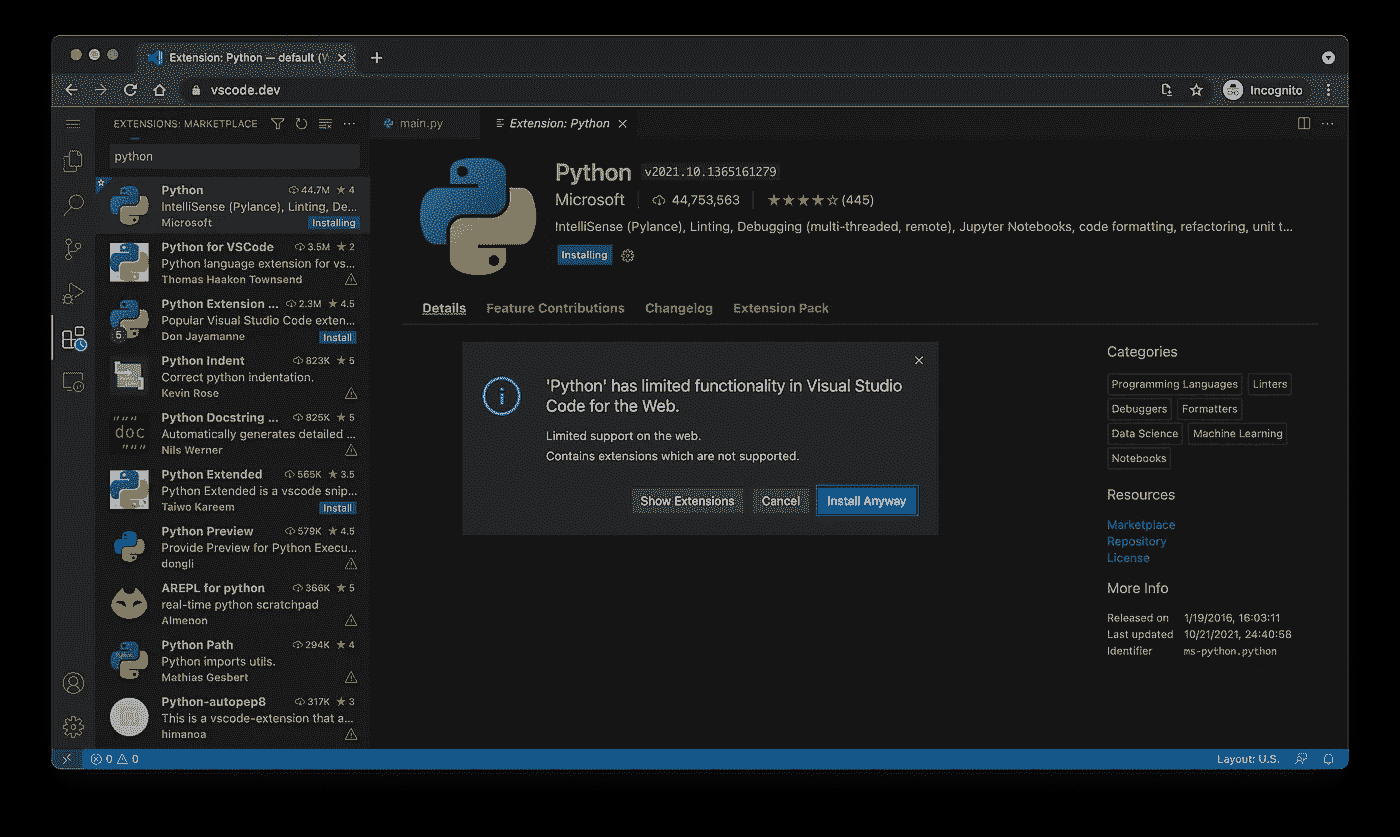 Extension: Python — default (V
vscode.dev
Incognito
EXTENSIONS: MARKETPLACE
python
Python 44.7M ★ 4
IntelliSense (Pylance), Linting, De...
Microsoft Installing
Python for VSCode 3.5M ★ 2
Python language extension for vs...
Thomas Haakon Townsend
Python Extension ... 2.3M ★ 4.5
Popular Visual Studio Code exten...
5 Don Jayamanne Install
Python Indent 823K ★ 5
Correct python indentation.
Kevin Rose
Python Docstring ... 825K ★ 5
""" doc """ Automatically generates detailed ...
Nils Werner
Python Extended 565K ★ 3.5
Python Extended is a vscode snip...
Taiwo Kareem Install
Python Preview 579K ★ 4.5
Provide Preview for Python Execu...
dongli
AREPL for python 366K ★ 5
real-time python scratchpad
Almenon
Python Path 294K ★ 4
Python imports utils.
Mathias Gesbert
Python-autopep8 317K ★ 3
This is a vscode-extension that a...
himanoa
main.py
Extension: Python
Python v2021.10.1365161279
Microsoft 44,753,563 ★★★★☆ (445)
IntelliSense (Pylance), Linting, Debugging (multi-threaded, remote), Jupyter Notebooks, code formatting, refactoring, unit t...
Installing
Details Feature Contributions Changelog Extension Pack
'Python' has limited functionality in Visual Studio
Code for the Web.
Limited support on the web.
Contains extensions which are not supported.
Show Extensions Cancel Install Anyway
Categories
Programming Languages Linters
Debuggers Formatters
Data Science Machine Learning
Notebooks
Resources
Marketplace
Repository
License
More Info
Released on 1/19/2016, 16:03:11
Last updated 10/21/2021, 24:40:58
Identifier ms-python.python
0 0
Layout: U.S.